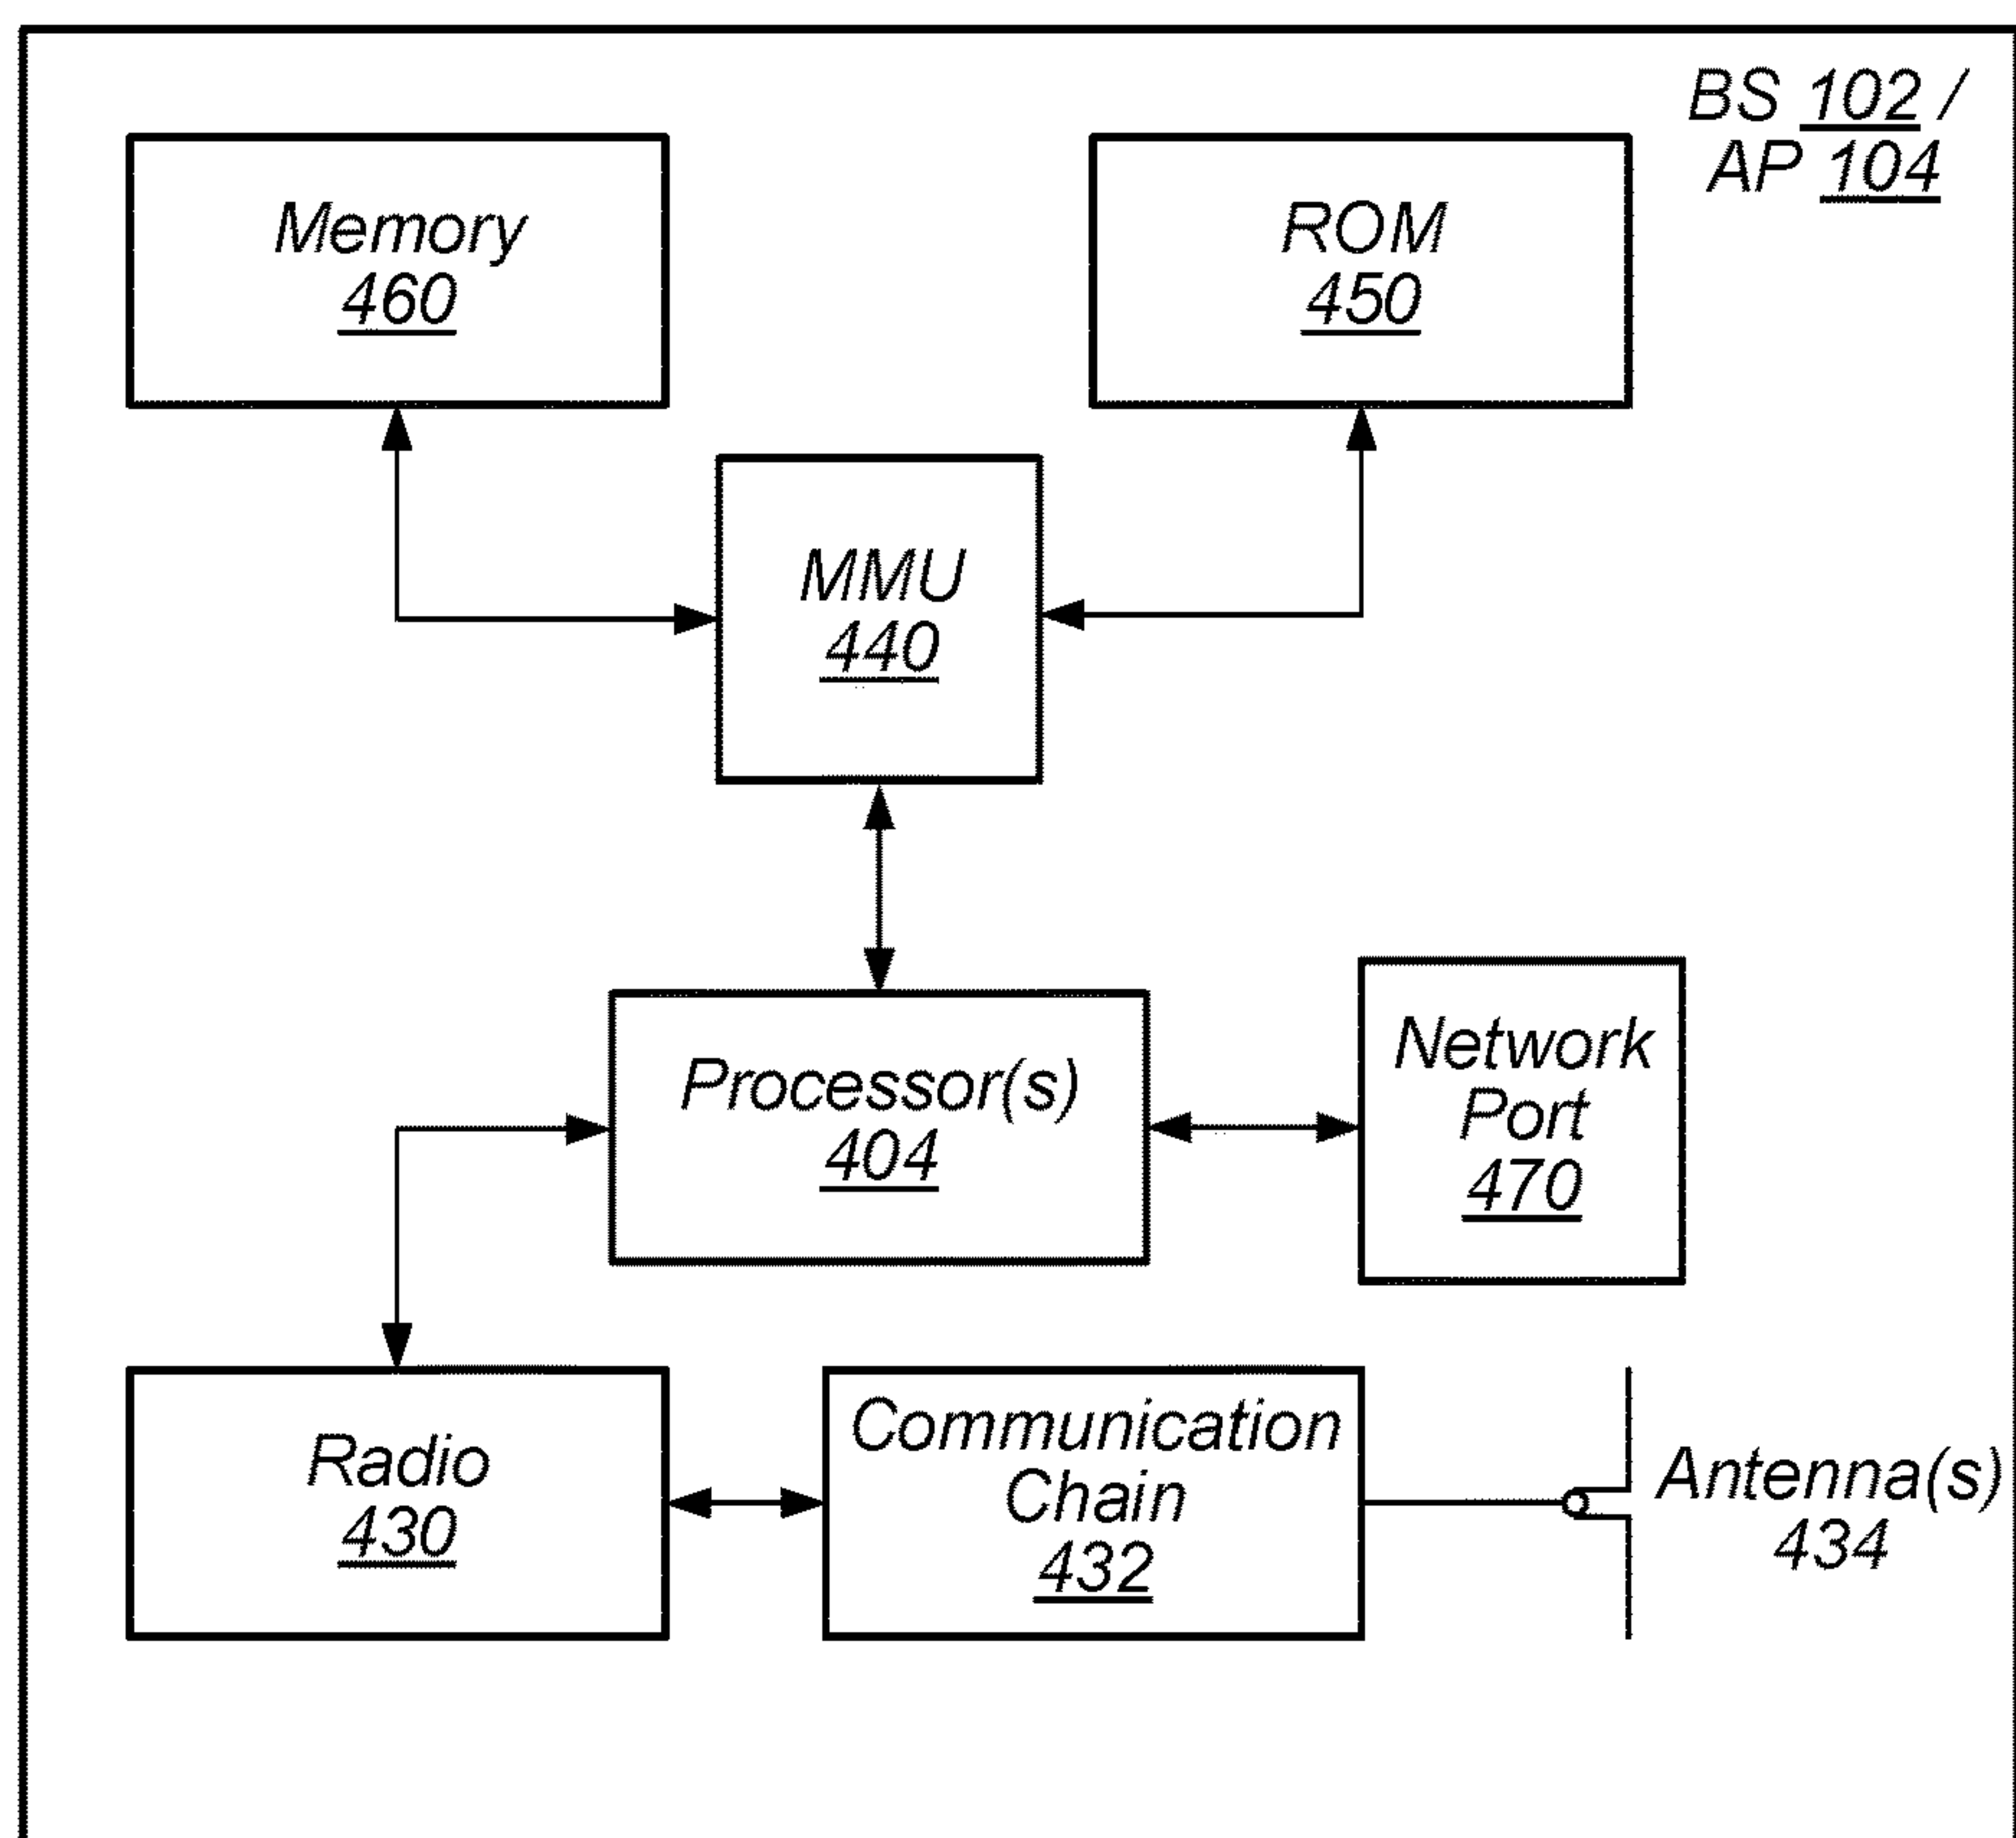 BS 102 /
AP 104
Memory
460
ROM
450
MMU
440
Processor(s)
404
Network
Port
470
Radio
430
Communication
Chain
432
Antenna(s)
434